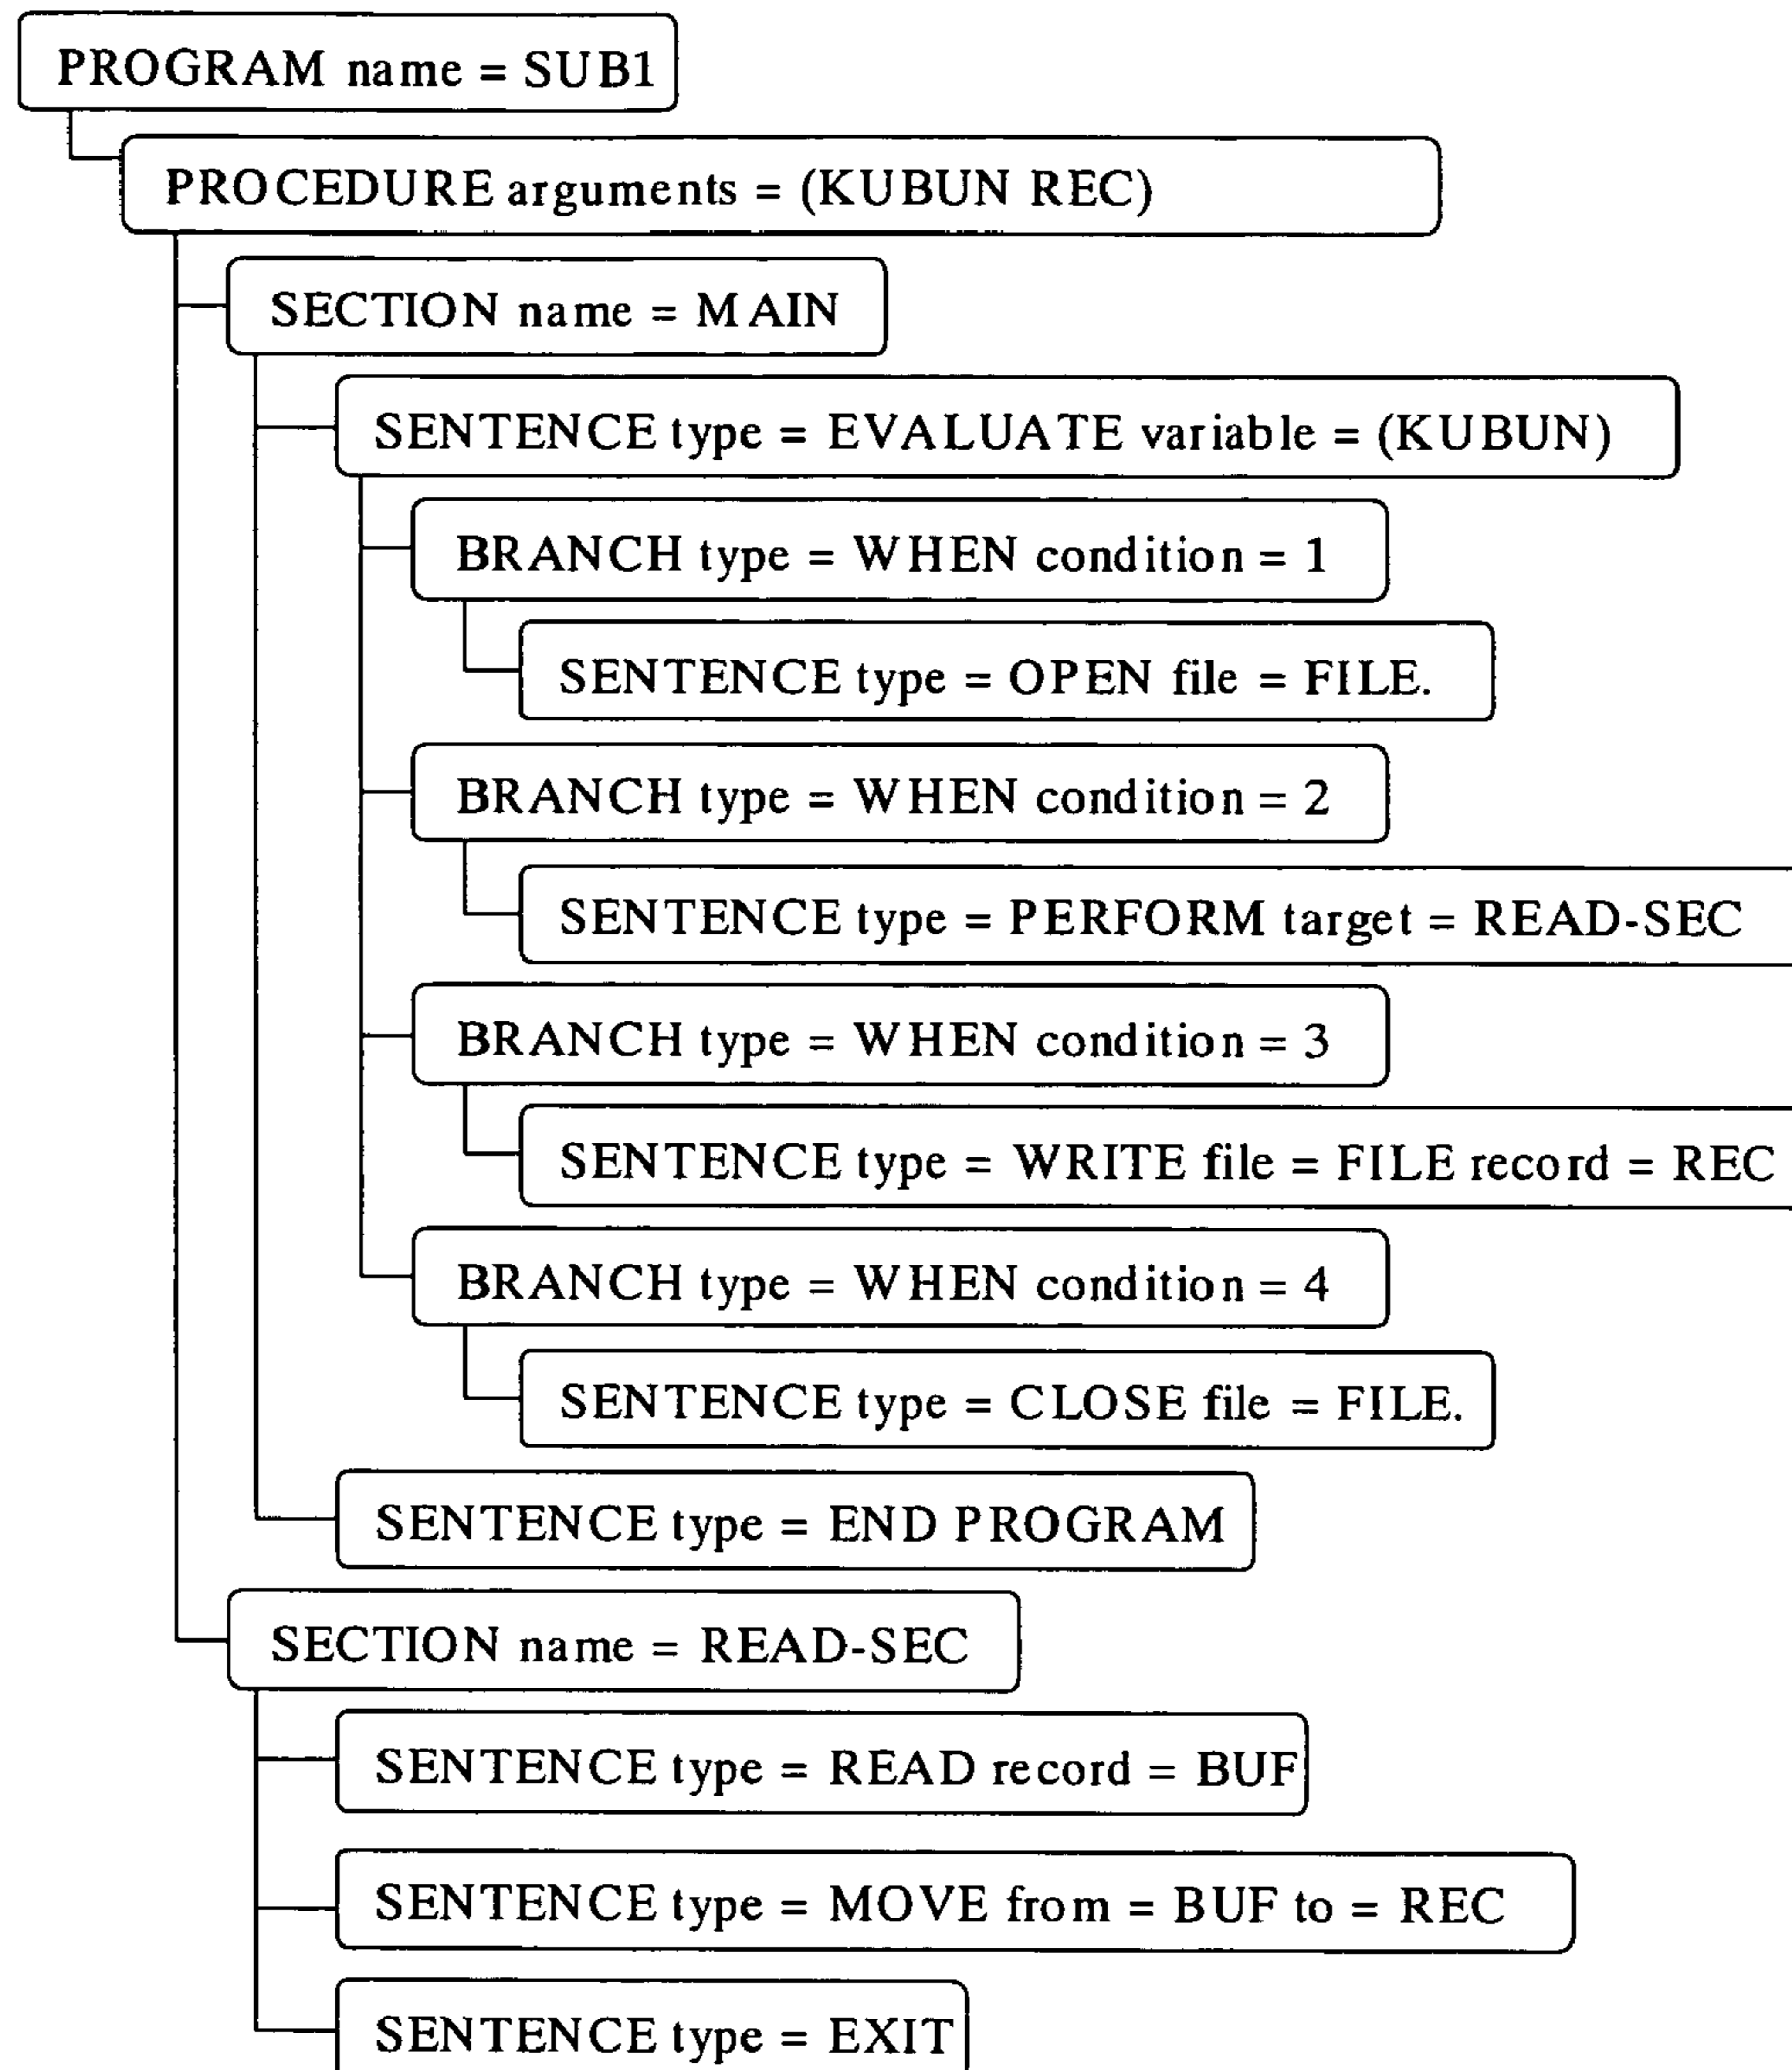 PROGRAM name = SUB1
PROCEDURE arguments = (KUBUN REC)
SECTION name = MAIN
SENTENCE type = EVALUATE variable = (KUBUN)
BRANCH type = WHEN condition = 1
SENTENCE type = OPEN file = FILE.
BRANCH type = WHEN condition = 2
SENTENCE type = PERFORM target = READ-SEC
BRANCH type = WHEN condition = 3
SENTENCE type = WRITE file = FILE record = REC
BRANCH type = WHEN condition = 4
SENTENCE type = CLOSE file = FILE.
SENTENCE type = END PROGRAM
SECTION name = READ-SEC
SENTENCE type = READ record = BUF
SENTENCE type = MOVE from = BUF to = REC
SENTENCE type = EXIT